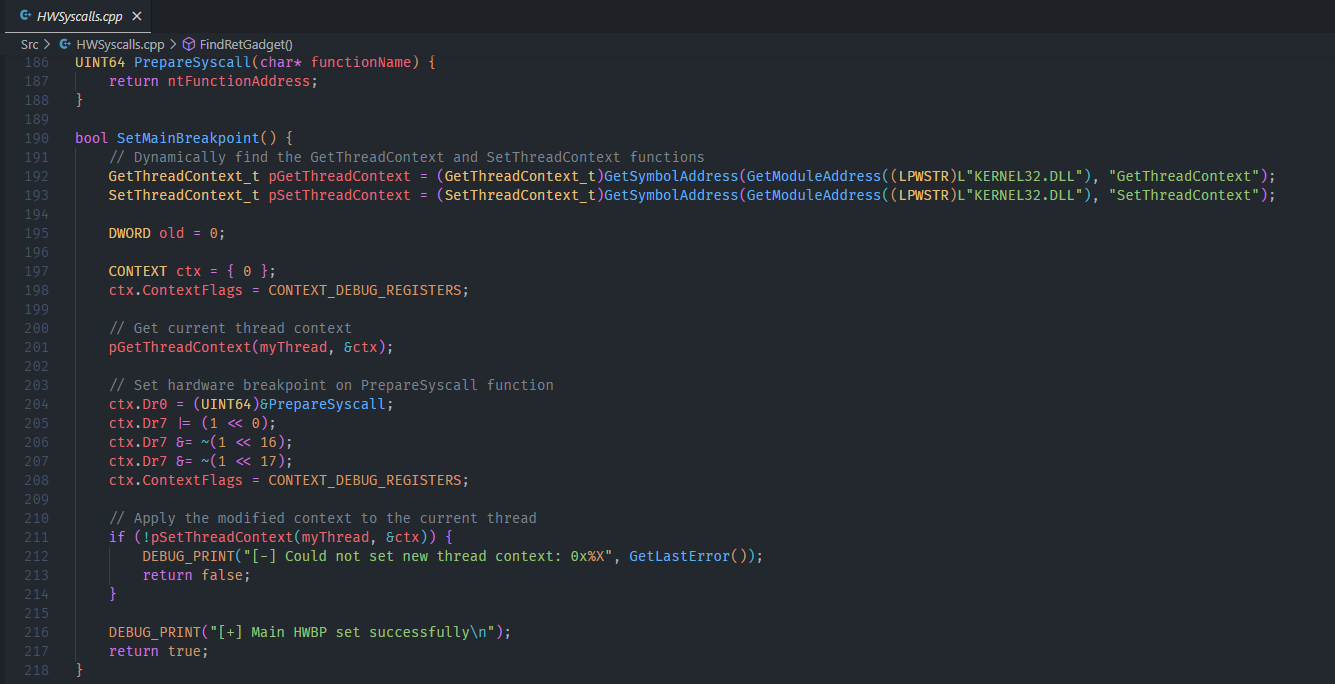 HWSyscalls.cpp ×
Src > HWSyscalls.cpp > FindRetGadget()
186 UINT64 PrepareSyscall(char* functionName) {
187     return ntFunctionAddress;
188 }
189
190 bool SetMainBreakpoint() {
191     // Dynamically find the GetThreadContext and SetThreadContext functions
192     GetThreadContext_t pGetThreadContext = (GetThreadContext_t)GetSymbolAddress(GetModuleAddress((LPWSTR)L"KERNEL32.DLL"), "GetThreadContext");
193     SetThreadContext_t pSetThreadContext = (SetThreadContext_t)GetSymbolAddress(GetModuleAddress((LPWSTR)L"KERNEL32.DLL"), "SetThreadContext");
194
195     DWORD old = 0;
196
197     CONTEXT ctx = { 0 };
198     ctx.ContextFlags = CONTEXT_DEBUG_REGISTERS;
199
200     // Get current thread context
201     pGetThreadContext(myThread, &ctx);
202
203     // Set hardware breakpoint on PrepareSyscall function
204     ctx.Dr0 = (UINT64)&PrepareSyscall;
205     ctx.Dr7 |= (1 << 0);
206     ctx.Dr7 &= ~(1 << 16);
207     ctx.Dr7 &= ~(1 << 17);
208     ctx.ContextFlags = CONTEXT_DEBUG_REGISTERS;
209
210     // Apply the modified context to the current thread
211     if (!pSetThreadContext(myThread, &ctx)) {
212         DEBUG_PRINT("[-] Could not set new thread context: 0x%X", GetLastError());
213         return false;
214     }
215
216     DEBUG_PRINT("[+] Main HWBP set successfully\n");
217     return true;
218 }